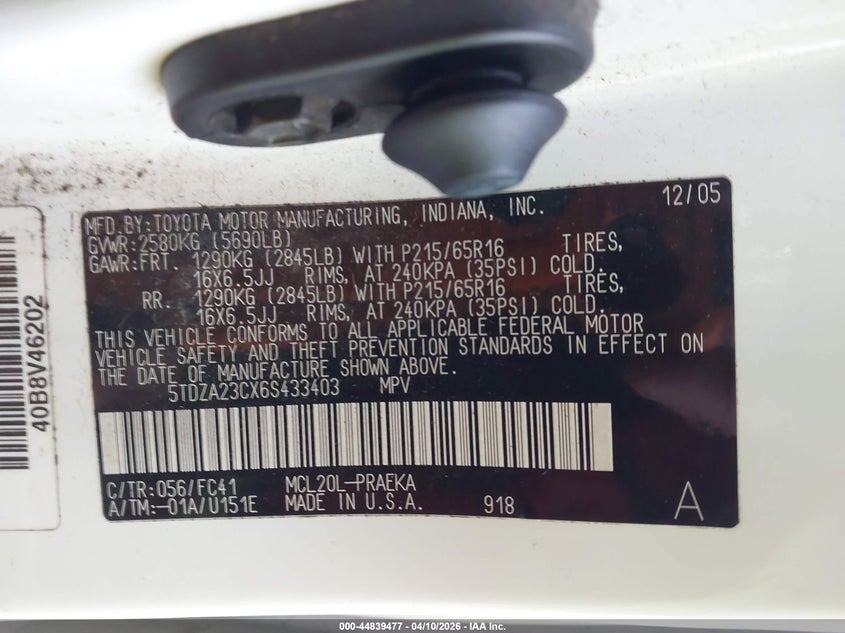 MFD.BY:TOYOTA MOTOR MANUFACTURING, INDIANA, INC. 12/05
GVWR:2580KG (5690LB)
GAWR:FRT. 1290KG (2845LB) WITH P215/65R16 TIRES,
16X6.5JJ RIMS, AT 240KPA (35PSI) COLD.
RR. 1290KG (2845LB) WITH P215/65R16 TIRES,
16X6.5JJ RIMS, AT 240KPA (35PSI) COLD.
THIS VEHICLE CONFORMS TO ALL APPLICABLE FEDERAL MOTOR
VEHICLE SAFETY AND THEFT PREVENTION STANDARDS IN EFFECT ON
THE DATE OF MANUFACTURE SHOWN ABOVE.
5TDZA23CX6S433403 MPV
C/TR:056/FC41 MCL20L-PRAEKA
A/TM:-01A/U151E MADE IN U.S.A. 918 A
40B8V46202
000-44839477 - 04/10/2026 - IAA Inc.